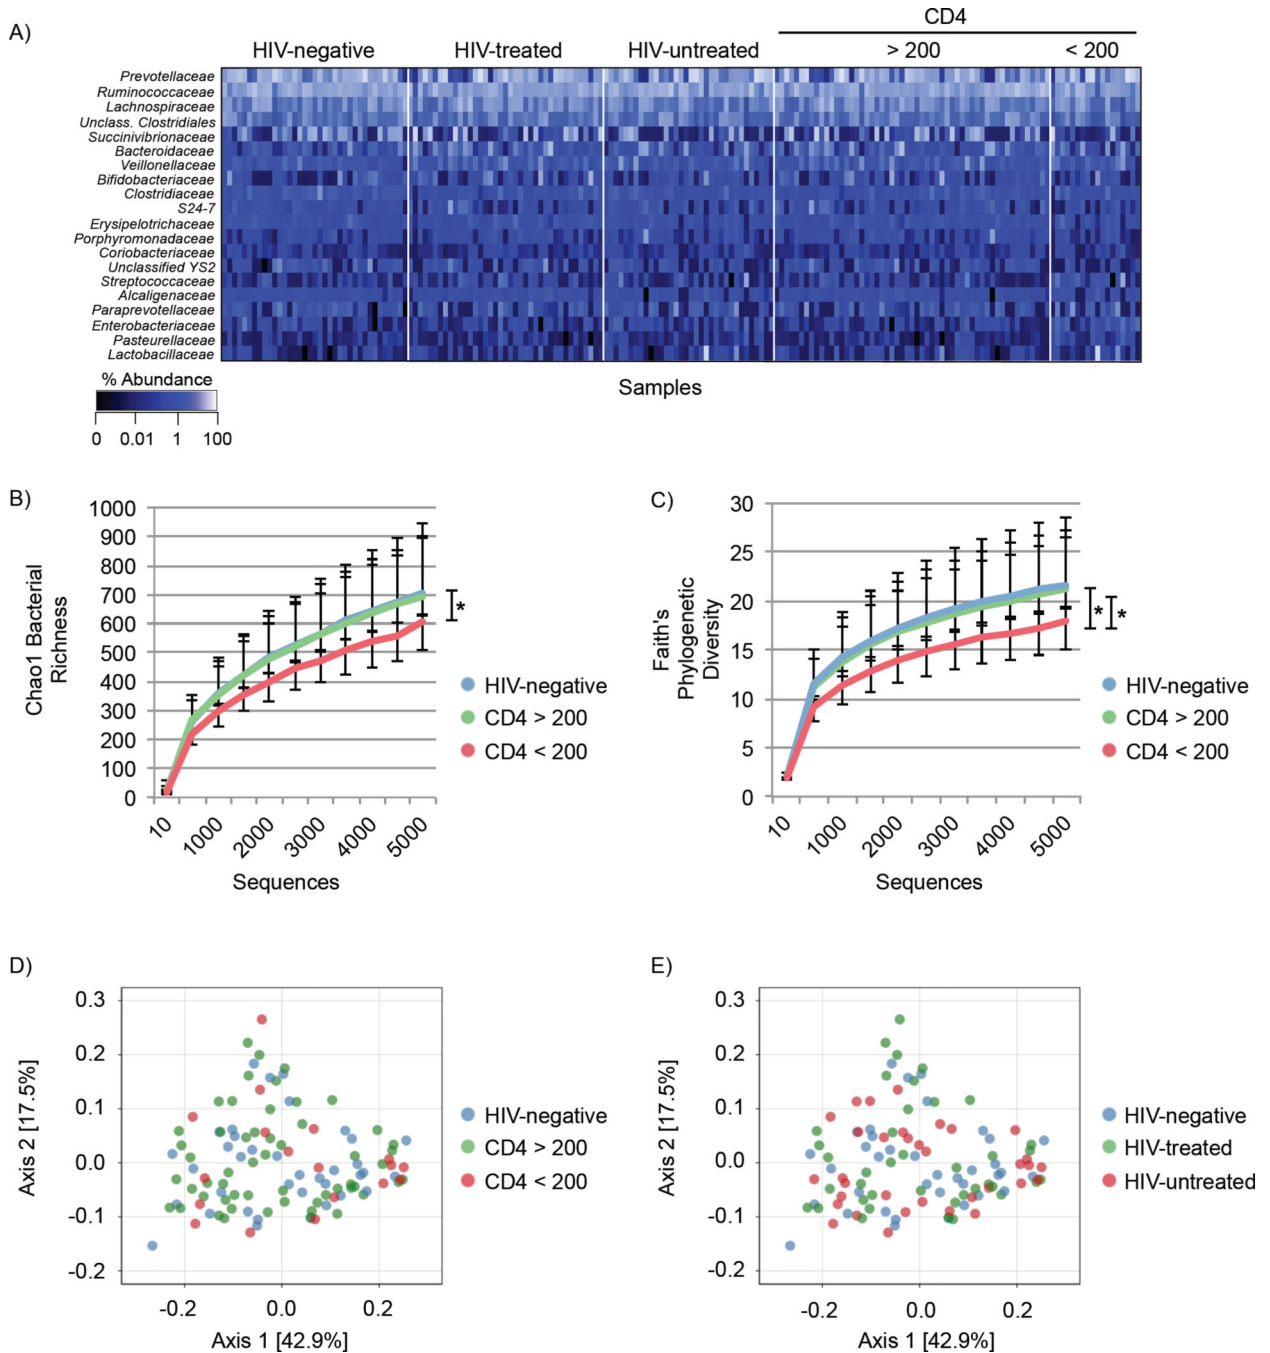 A)
CD4
HIV-negative HIV-treated HIV-untreated > 200 < 200
Prevotellaceae
Ruminococcaceae
Lachnospiraceae
Unclass. Clostridiales
Succinivibrionaceae
Bacteroidaceae
Veillonellaceae
Bifidobacteriaceae
Clostridiaceae
S24-7
Erysipelotrichaceae
Porphyromonadaceae
Coriobacteriaceae
Unclassified YS2
Streptococcaceae
Alcaligenaceae
Paraprevotellaceae
Enterobacteriaceae
Pasteurellaceae
Lactobacillaceae
% Abundance
0 0.01 1 100
Samples
B)
Chao1 Bacterial
Richness
1000
900
800
700
600
500
400
300
200
100
0
10 1000 2000 3000 4000 5000
Sequences
*
HIV-negative
CD4 > 200
CD4 < 200
C)
Faith's
Phylogenetic
Diversity
30
25
20
15
10
5
0
10 1000 2000 3000 4000 5000
Sequences
* *
HIV-negative
CD4 > 200
CD4 < 200
D)
Axis 2 [17.5%]
0.3
0.2
0.1
0.0
-0.1
-0.2
-0.2 0.0 0.2
Axis 1 [42.9%]
HIV-negative
CD4 > 200
CD4 < 200
E)
Axis 2 [17.5%]
0.3
0.2
0.1
0.0
-0.1
-0.2
-0.2 0.0 0.2
Axis 1 [42.9%]
HIV-negative
HIV-treated
HIV-untreated